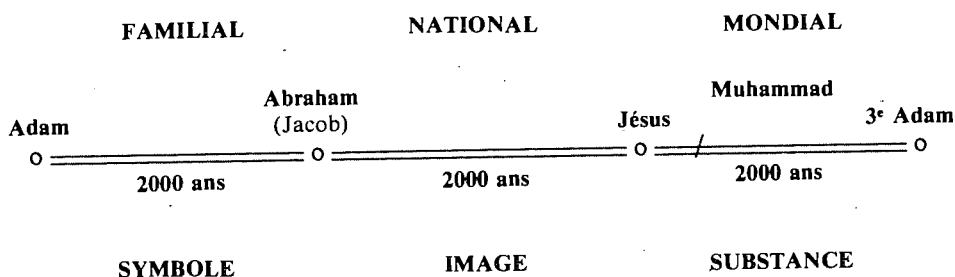 FAMILIAL NATIONAL MONDIAL
Muhammad
Abraham
Adam (Jacob) Jésus 3e Adam
2000 ans 2000 ans 2000 ans
SYMBOLE IMAGE SUBSTANCE